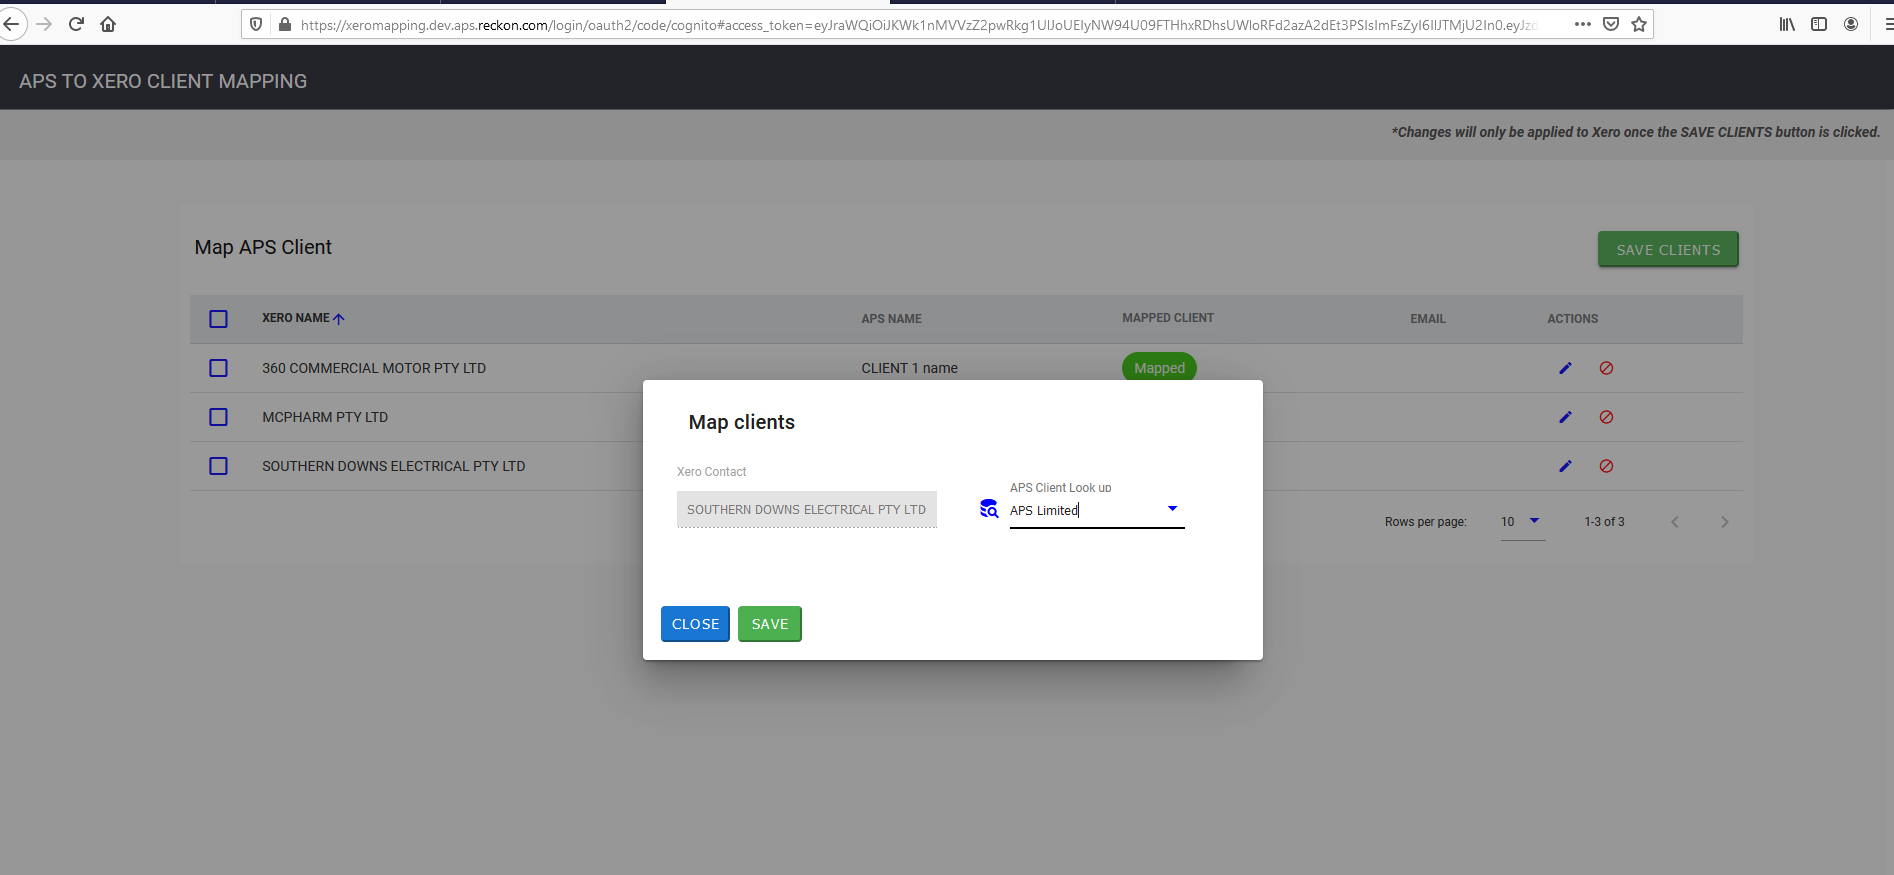 https://xeromapping.dev.aps.reckon.com/login/oauth2/code/cognito#access_token=
APS TO XERO CLIENT MAPPING
*Changes will only be applied to Xero once the SAVE CLIENTS button is clicked.
Map APS Client
SAVE CLIENTS
XERO NAME APS NAME MAPPED CLIENT EMAIL ACTIONS
360 COMMERCIAL MOTOR PTY LTD CLIENT 1 name Mapped
MCPHARM PTY LTD
SOUTHERN DOWNS ELECTRICAL PTY LTD
Rows per page: 10 1-3 of 3
Map clients
Xero Contact
APS Client Look up
SOUTHERN DOWNS ELECTRICAL PTY LTD
APS Limited
CLOSE SAVE